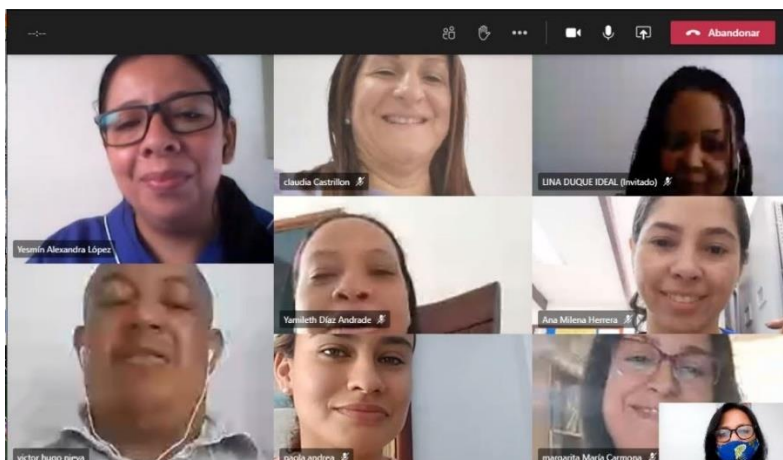 --:--
Abandonar
Yesmín Alexandra López
claudia Castrillon
LINA DUQUE IDEAL (Invitado)
Yamileth Díaz Andrade
Ana Milena Herrera
victor hugo nieva
paola andrea
margarita María Carmona